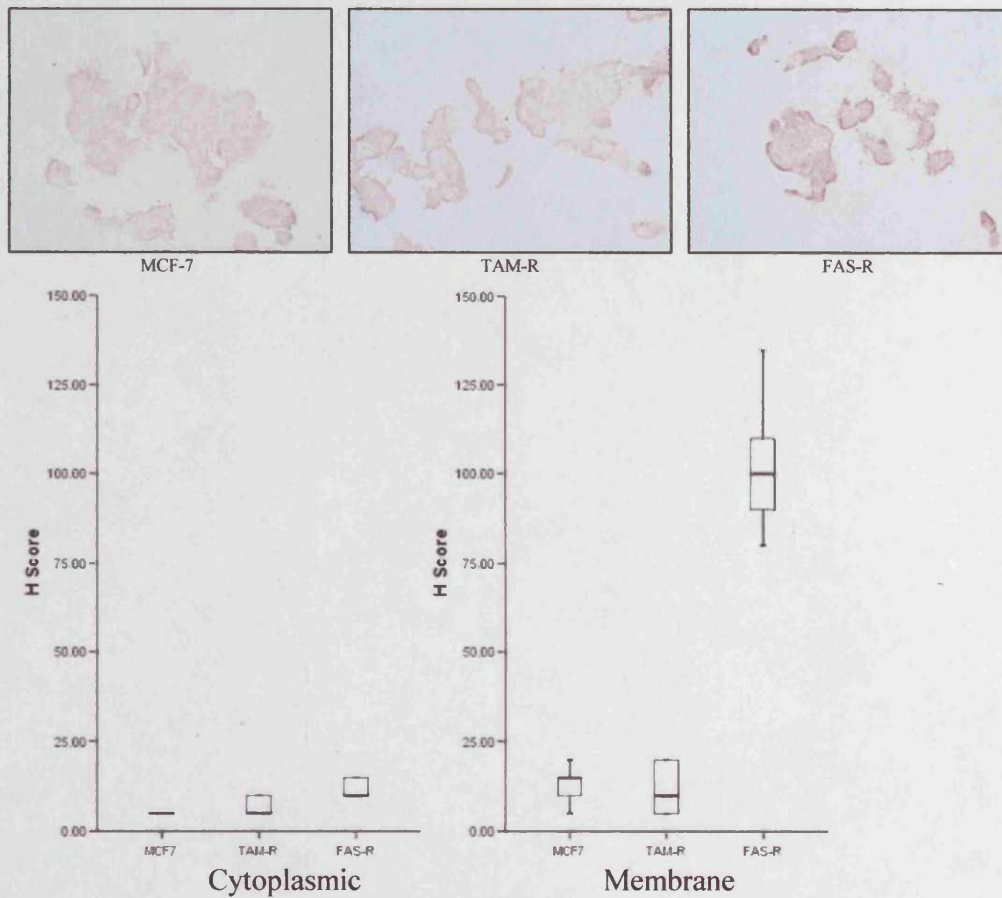 MCF-7 TAM-R FAS-R
150.00 150.00
125.00 125.00
100.00 100.00
75.00 75.00
50.00 50.00
25.00 25.00
0.00 0.00
H Score H Score
MCF7 TAM-R FAS-R MCF7 TAM-R FAS-R
Cytoplasmic Membrane